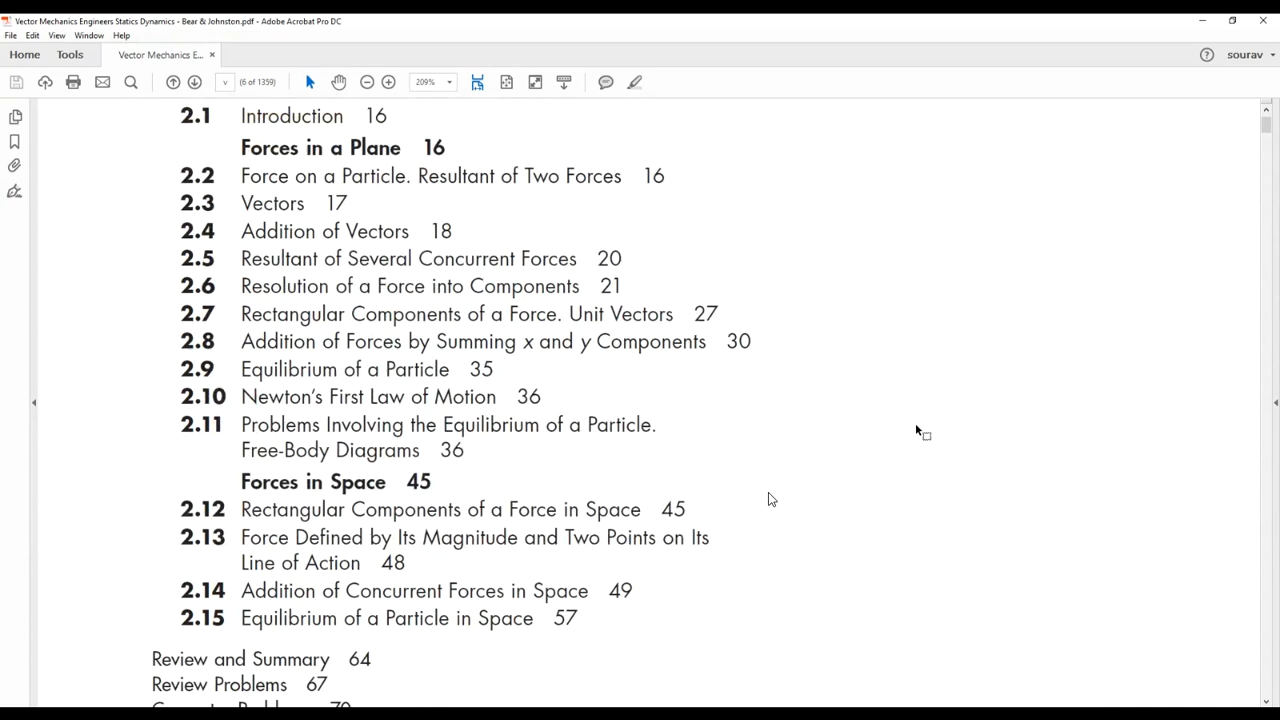 Vector Mechanics Engineers Statics Dynamics - Bear & Johnston.pdf - Adobe Acrobat Pro DC
File Edit View Window Help
Home Tools Vector Mechanics E... × sourav
v (6 of 1359) 209%
2.1 Introduction 16
Forces in a Plane 16
2.2 Force on a Particle. Resultant of Two Forces 16
2.3 Vectors 17
2.4 Addition of Vectors 18
2.5 Resultant of Several Concurrent Forces 20
2.6 Resolution of a Force into Components 21
2.7 Rectangular Components of a Force. Unit Vectors 27
2.8 Addition of Forces by Summing x and y Components 30
2.9 Equilibrium of a Particle 35
2.10 Newton's First Law of Motion 36
2.11 Problems Involving the Equilibrium of a Particle.
Free-Body Diagrams 36
Forces in Space 45
2.12 Rectangular Components of a Force in Space 45
2.13 Force Defined by Its Magnitude and Two Points on Its
Line of Action 48
2.14 Addition of Concurrent Forces in Space 49
2.15 Equilibrium of a Particle in Space 57
Review and Summary 64
Review Problems 67